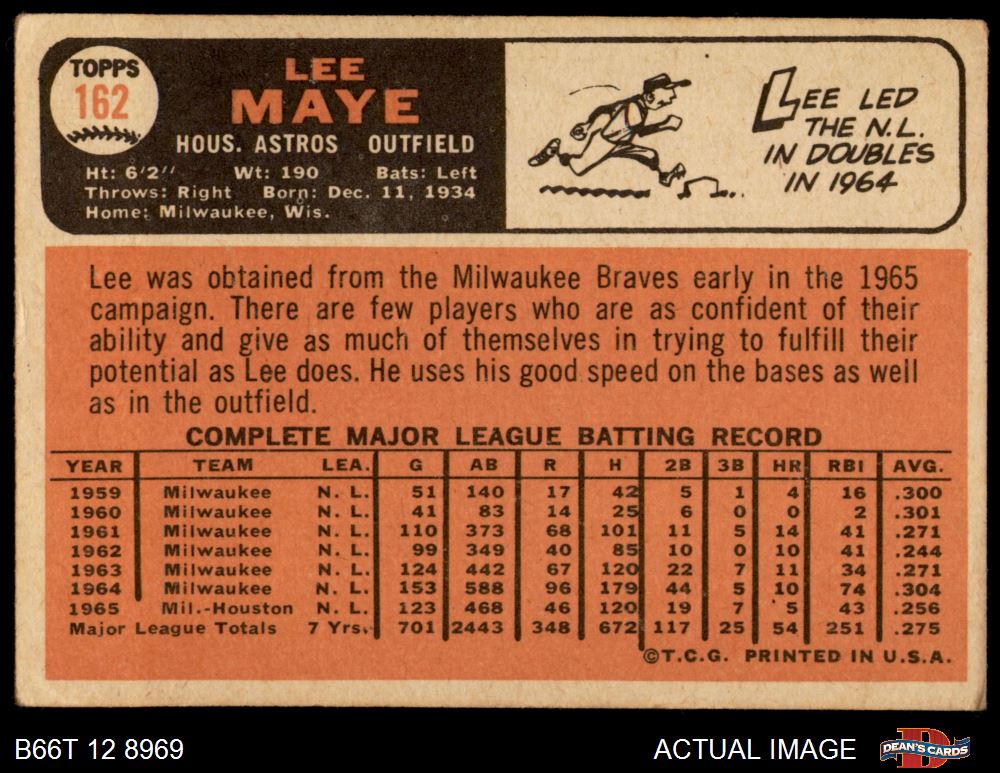 TOPPS
162
LEE
MAYE
HOUS. ASTROS OUTFIELD
Ht: 6'2" Wt: 190 Bats: Left
Throws: Right Born: Dec. 11, 1934
Home: Milwaukee, Wis.
LEE LED
THE N.L.
IN DOUBLES
IN 1964
Lee was obtained from the Milwaukee Braves early in the 1965
campaign. There are few players who are as confident of their
ability and give as much of themselves in trying to fulfill their
potential as Lee does. He uses his good speed on the bases as well
as in the outfield.
COMPLETE MAJOR LEAGUE BATTING RECORD
YEAR TEAM LEA. G AB R H 2B 3B HR RBI AVG.
1959 Milwaukee N. L. 51 140 17 42 5 1 4 16 .300
1960 Milwaukee N. L. 41 83 14 25 6 0 0 2 .301
1961 Milwaukee N. L. 110 373 68 101 11 5 14 41 .271
1962 Milwaukee N. L. 99 349 40 85 10 0 10 41 .244
1963 Milwaukee N. L. 124 442 67 120 22 7 11 34 .271
1964 Milwaukee N. L. 153 588 96 179 44 5 10 74 .304
1965 Mil.-Houston N. L. 123 468 46 120 19 7 5 43 .256
Major League Totals 7 Yrs. 701 2443 348 672 117 25 54 251 .275
©T.C.G. PRINTED IN U.S.A.
B66T 12 8969 ACTUAL IMAGE DEAN'S CARDS